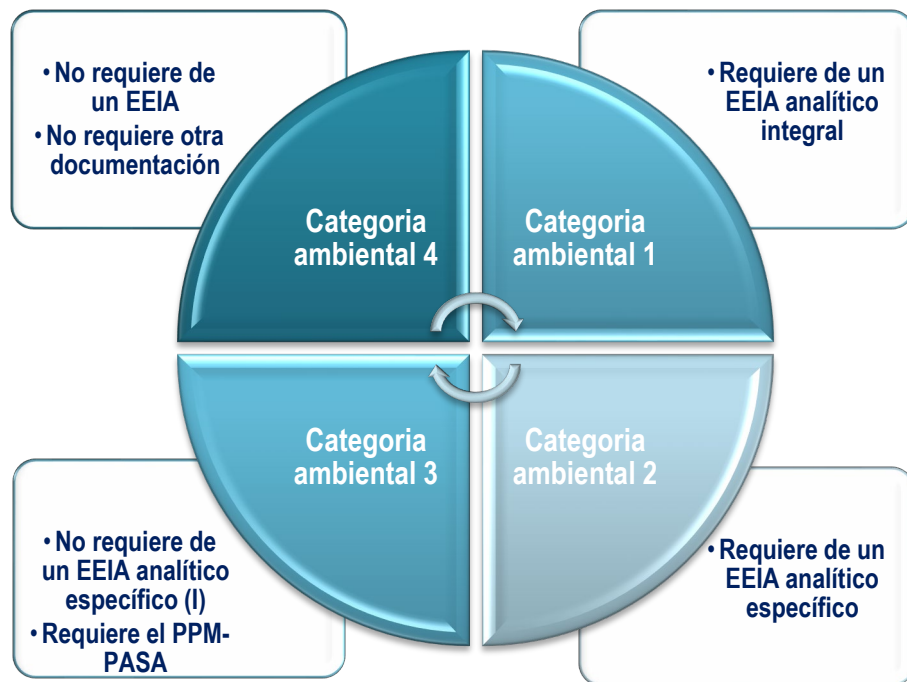 • No requiere de
un EEIA
• No requiere otra
documentación
• Requiere de un
EEIA analítico
integral
Categoria
ambiental 4
Categoria
ambiental 1
Categoria
ambiental 3
Categoria
ambiental 2
• No requiere de
un EEIA analítico
específico (I)
• Requiere el PPM-
PASA
• Requiere de un
EEIA analítico
específico